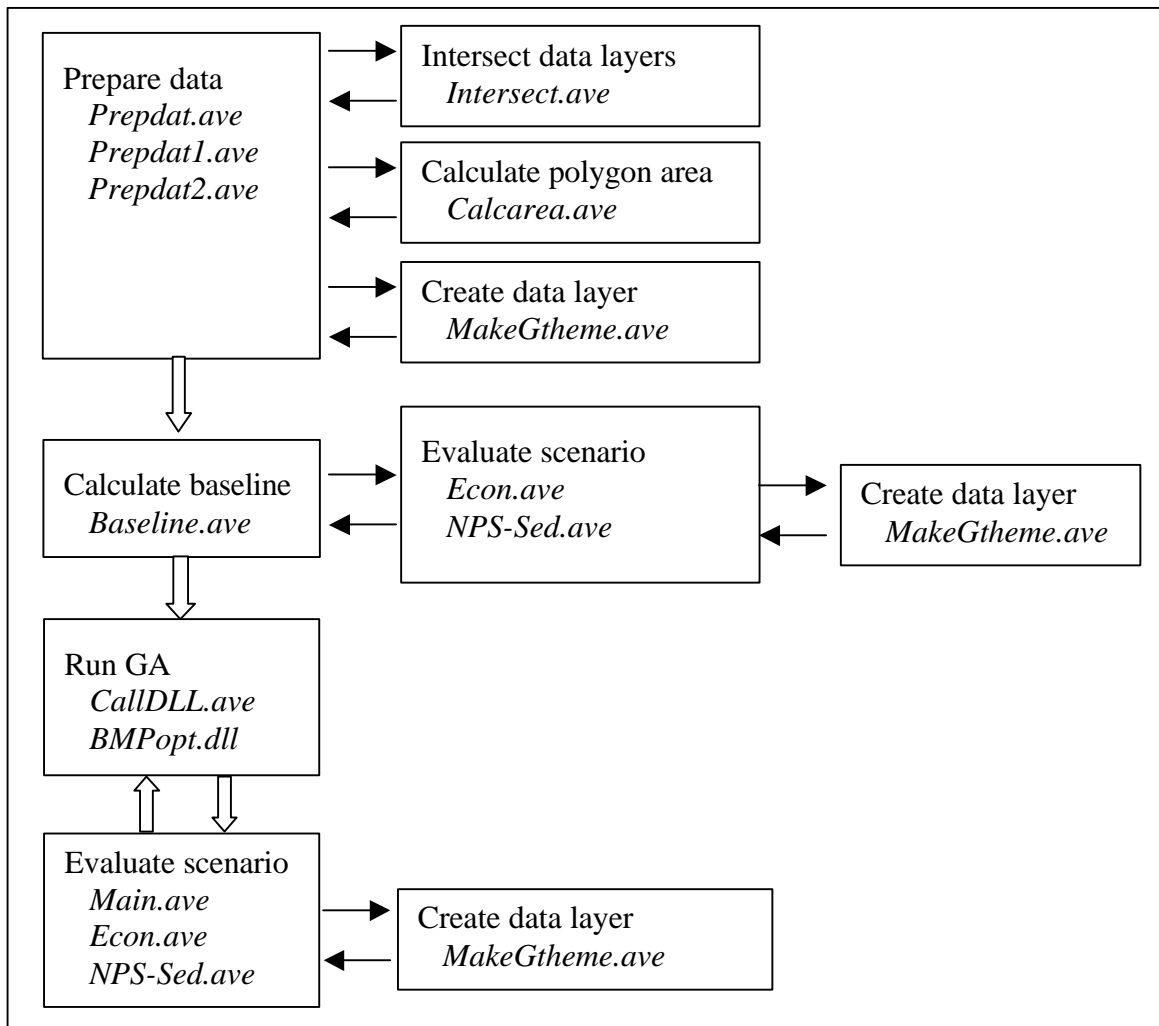 Prepare data
Prepdat.ave
Prepdat1.ave
Prepdat2.ave
Intersect data layers
Intersect.ave
Calculate polygon area
Calcarea.ave
Create data layer
MakeGtheme.ave
Calculate baseline
Baseline.ave
Evaluate scenario
Econ.ave
NPS-Sed.ave
Create data layer
MakeGtheme.ave
Run GA
CallDLL.ave
BMPopt.dll
Evaluate scenario
Main.ave
Econ.ave
NPS-Sed.ave
Create data layer
MakeGtheme.ave